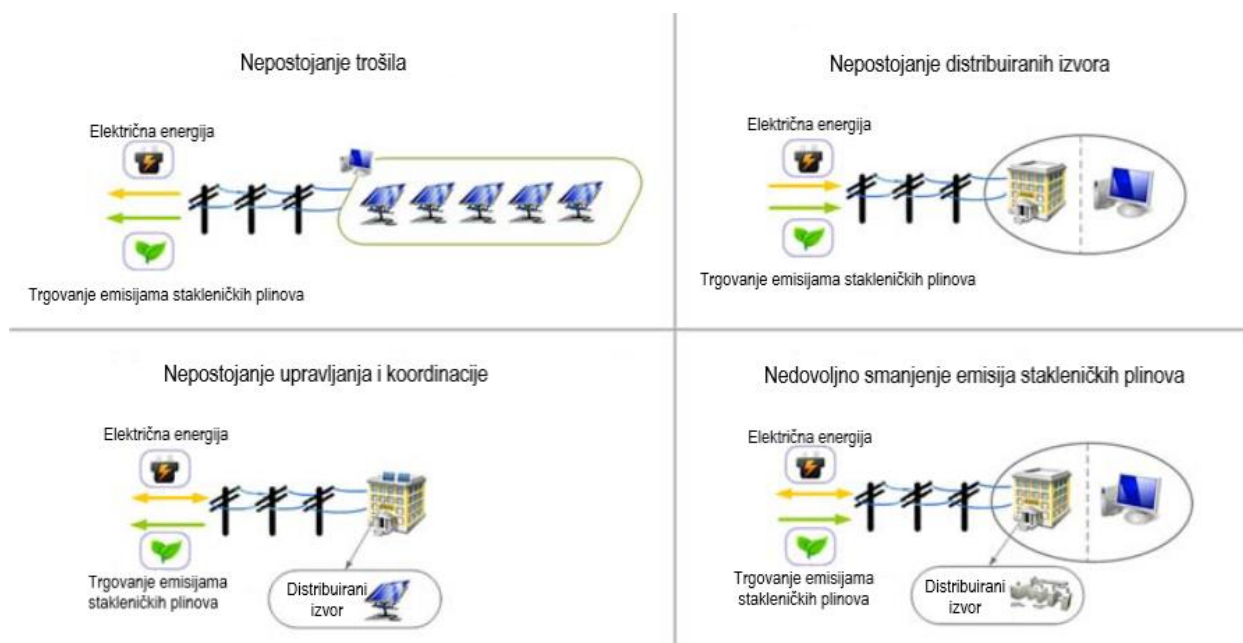 Nepostojanje trošila
Električna energija
Trgovanje emisijama stakleničkih plinova
Nepostojanje distribuiranih izvora
Električna energija
Trgovanje emisijama stakleničkih plinova
Nepostojanje upravljanja i koordinacije
Električna energija
Trgovanje emisijama
stakleničkih plinova
Distribuirani
izvor
Nedovoljno smanjenje emisija stakleničkih plinova
Električna energija
Trgovanje emisijama
stakleničkih plinova
Distribuirani
izvor